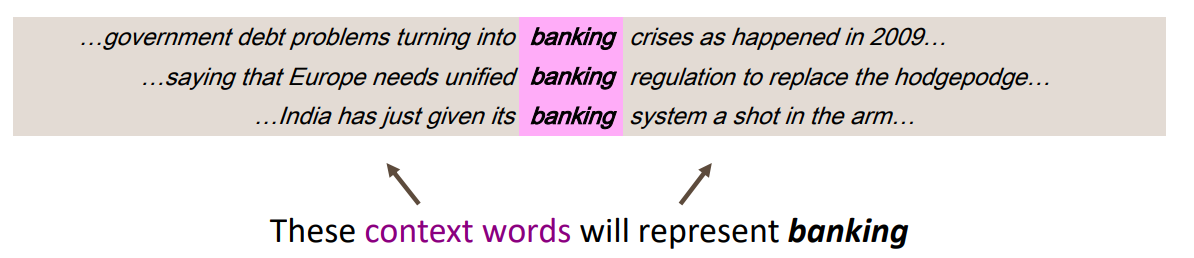 …government debt problems turning into banking crises as happened in 2009…
…saying that Europe needs unified banking regulation to replace the hodgepodge…
…India has just given its banking system a shot in the arm…
These context words will represent banking